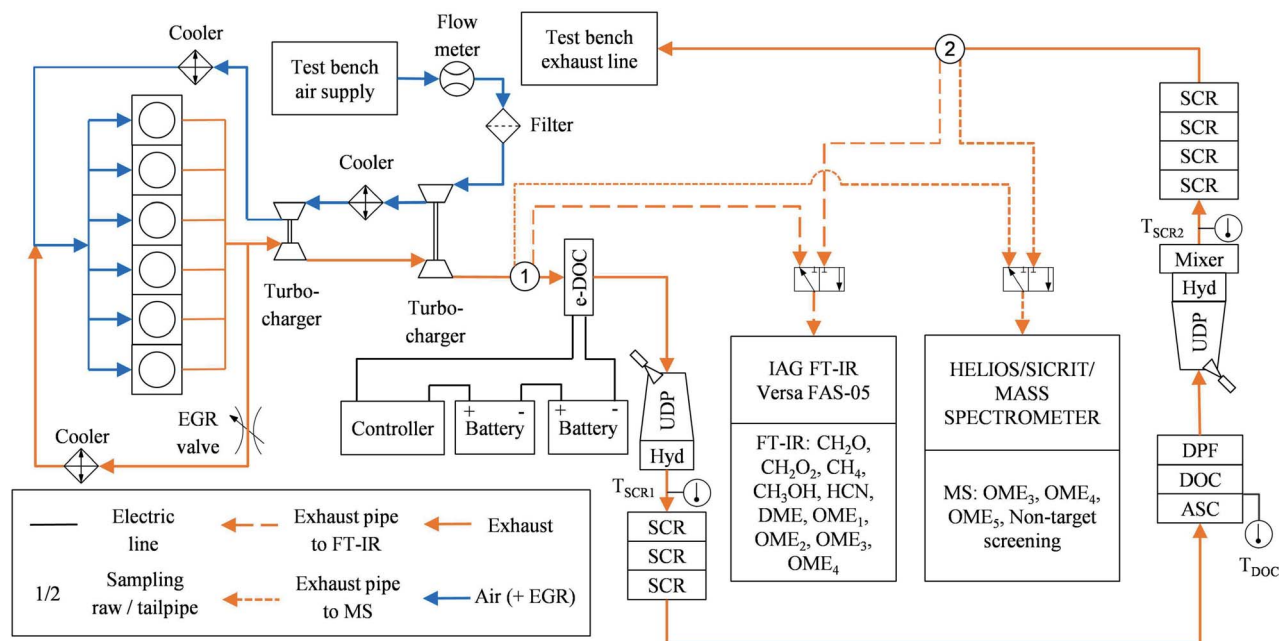 Cooler
Flow
meter
Test bench
air supply
Test bench
exhaust line
2
Filter
Cooler
SCR
SCR
SCR
SCR
T_SCR2
Mixer
Hyd
UDP
1
e-DOC
Turbo-
charger
Turbo-
charger
EGR
valve
Cooler
Controller
+ -
Battery
+ -
Battery
UDP
Hyd
T_SCR1
SCR
SCR
SCR
IAG FT-IR
Versa FAS-05
FT-IR: CH₂O,
CH₂O₂, CH₄,
CH₃OH, HCN,
DME, OME₁,
OME₂, OME₃,
OME₄
HELIOS/SICRIT/
MASS
SPECTROMETER
MS: OME₃, OME₄,
OME₅, Non-target
screening
DPF
DOC
ASC
T_DOC
Electric
line
Exhaust pipe
to FT-IR
Exhaust
1/2
Sampling
raw / tailpipe
Exhaust pipe
to MS
Air (+ EGR)